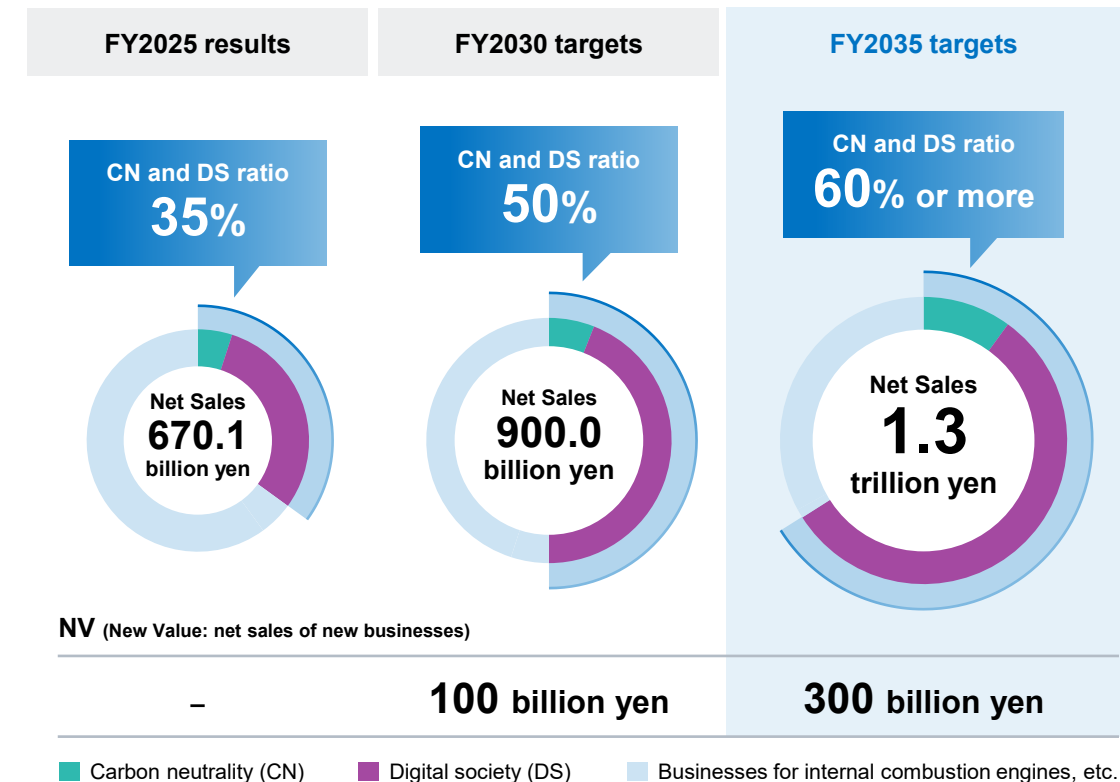 FY2025 results
FY2030 targets
FY2035 targets
CN and DS ratio
35%
CN and DS ratio
50%
CN and DS ratio
60% or more
Net Sales
670.1
billion yen
Net Sales
900.0
billion yen
Net Sales
1.3
trillion yen
NV (New Value: net sales of new businesses)
–
100 billion yen
300 billion yen
Carbon neutrality (CN)
Digital society (DS)
Businesses for internal combustion engines, etc.